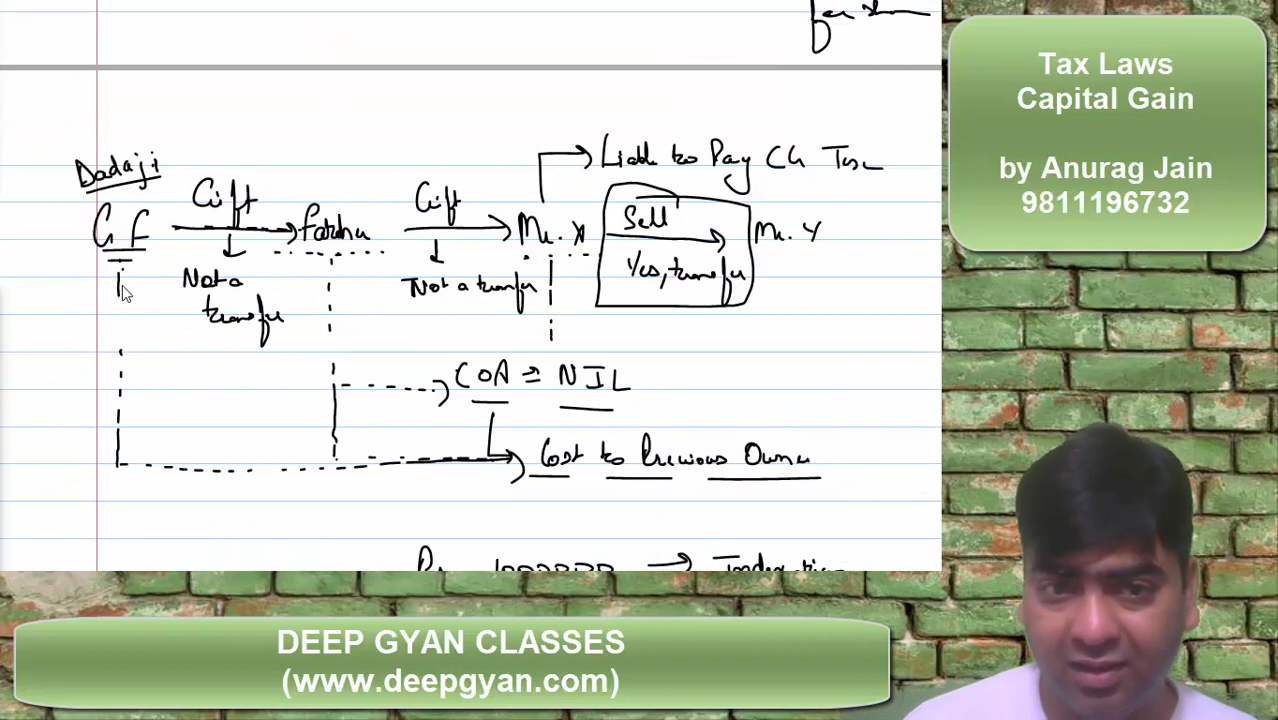 Tax Laws
Capital Gain
by Anurag Jain
9811196732
Dadaji
GF
Gift
Father
Gift
Mr. X
Sell
Mr. Y
Liable to Pay CG Tax
Not a
transfer
Not a transfer
Yes, transfer
COA = NIL
Cost to Previous Owner
DEEP GYAN CLASSES
(www.deepgyan.com)